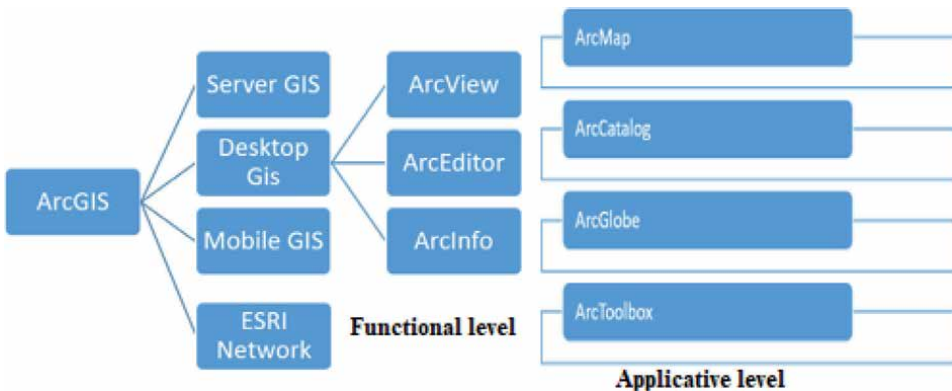 ArcGIS
Server GIS
Desktop
Gis
Mobile GIS
ESRI
Network
ArcView
ArcEditor
ArcInfo
Functional level
ArcMap
ArcCatalog
ArcGlobe
ArcToolbox
Applicative level